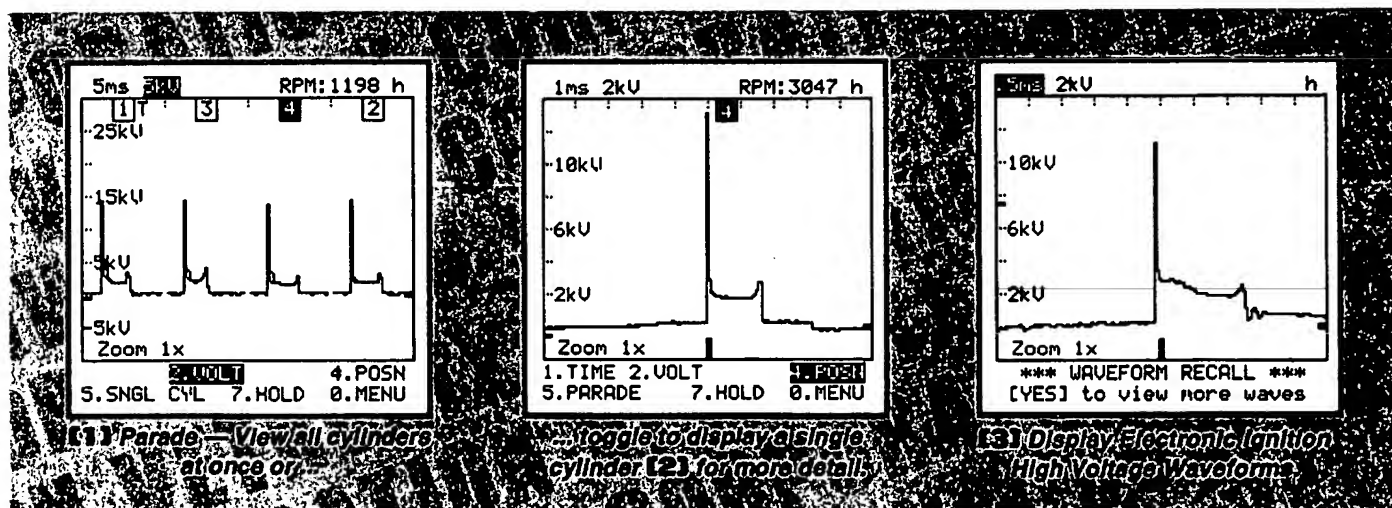 5ms 5kV RPM:1198 h
1 T 3 4 2
25kV
15kV
5kV
5kV
Zoom 1x
2.VOLT 4.POSN
5.SNGL CYL 7.HOLD 0.MENU
[1] Parade — View all cylinders
at once or ...
1ms 2kV RPM:3047 h
4
10kV
6kV
2kV
Zoom 1x
1.TIME 2.VOLT 4.POSN
5.PARADE 7.HOLD 0.MENU
... toggle to display a single
cylinder [2] for more detail.
.5ms 2kV h
10kV
6kV
2kV
Zoom 1x
*** WAVEFORM RECALL ***
[YES] to view more waves
[3] Display Electronic Ignition
High Voltage Waveforms